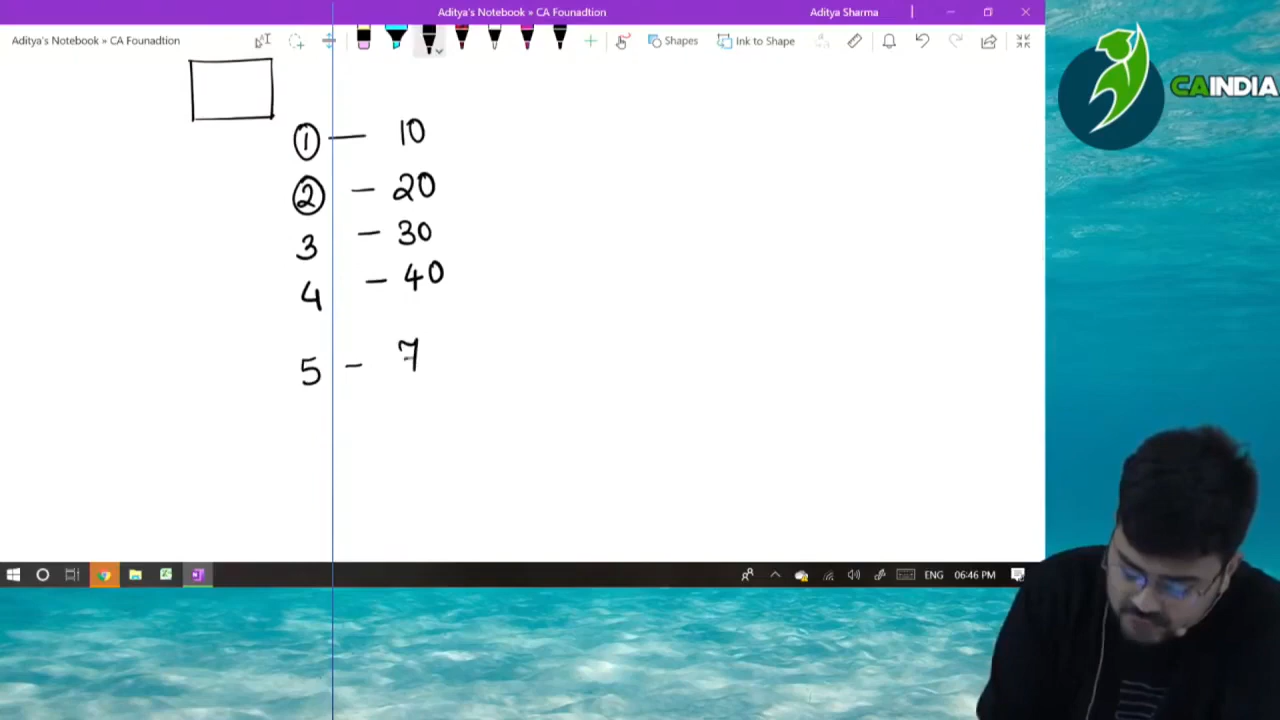 Aditya's Notebook » CA Founadtion
Aditya Sharma
Aditya's Notebook » CA Founadtion
Shapes
Ink to Shape
CAINDIA
1 — 10
2 - 20
3 - 30
4 - 40
5 - 7
ENG
06:46 PM